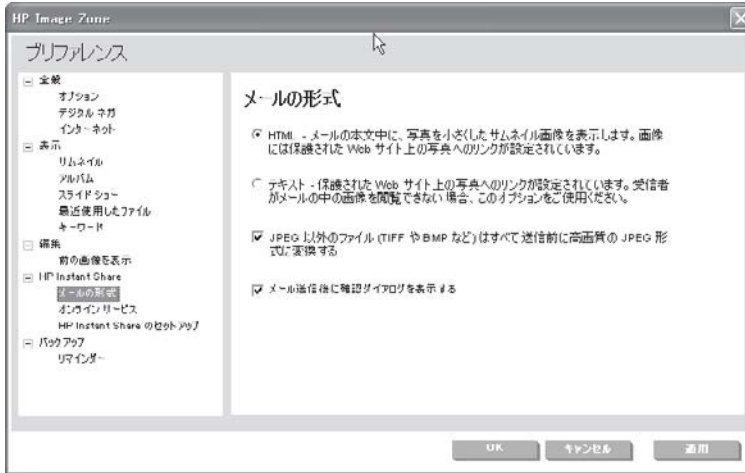 HP Image Zone
プリファレンス
全般
オプション
デジタル ネガ
インターネット
表示
サムネイル
アルバム
スライド ショー
最近使用したファイル
キーワード
編集
前の画像を表示
HP Instant Share
メールの形式
オンライン サービス
HP Instant Share のセットアップ
バックアップ
リマインダー
メールの形式
HTML - メールの本文中に、写真を小さくしたサムネイル画像を表示します。画像
には保護された Web サイト上の写真へのリンクが設定されています。
テキスト - 保護された Web サイト上の写真へのリンクが設定されています。受信者
がメールの中の画像を閲覧できない場合、このオプションをご使用ください。
JPEG 以外のファイル (TIFF や BMP など) はすべて送信前に高画質の JPEG 形
式に変換する
メール送信後に確認ダイアログを表示する
OK
キャンセル
適用